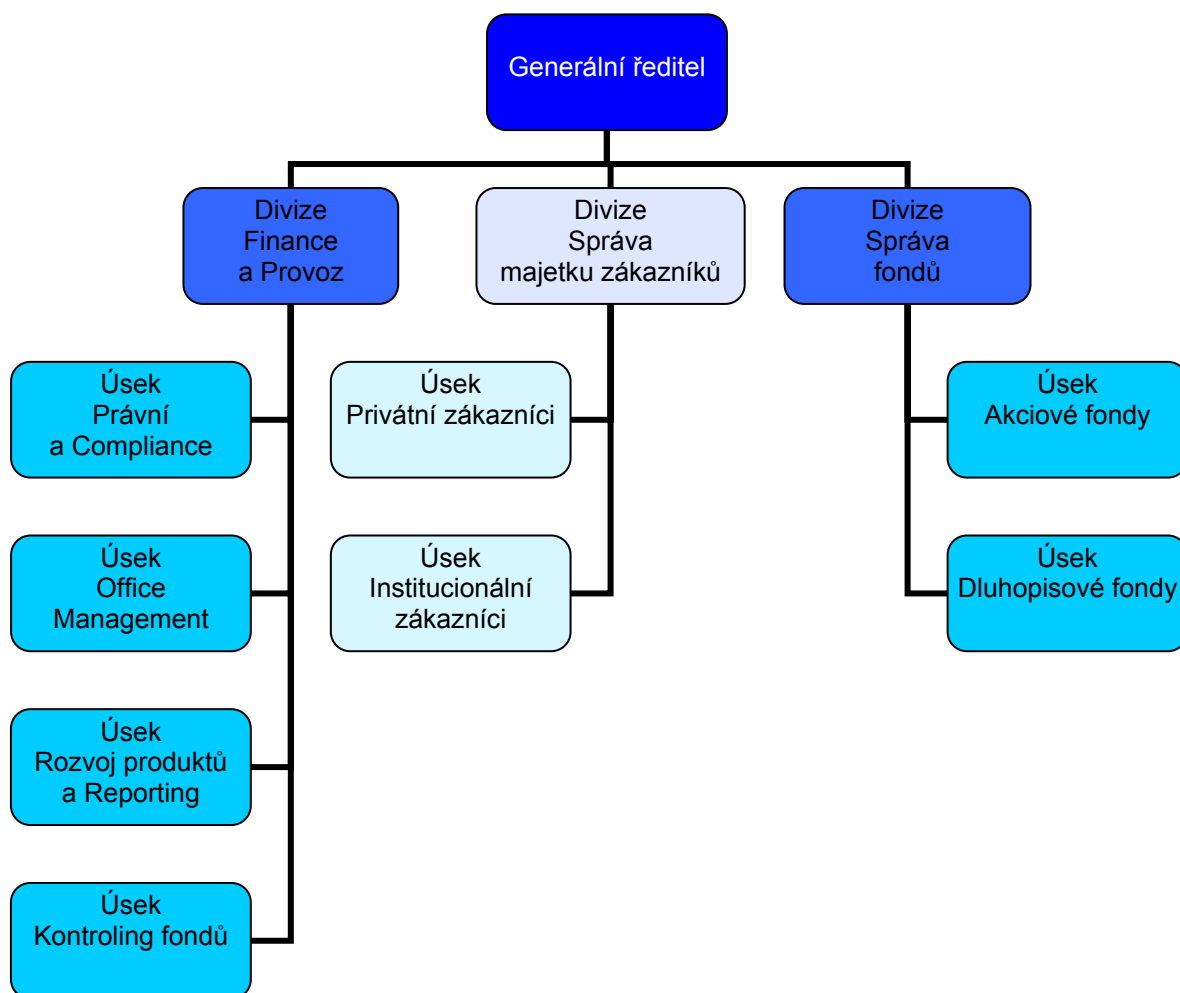 Generální ředitel
Divize
Finance
a Provoz
Divize
Správa
majetku zákazníků
Divize
Správa
fondů
Úsek
Právní
a Compliance
Úsek
Privátní zákazníci
Úsek
Akciové fondy
Úsek
Office
Management
Úsek
Institucionální
zákazníci
Úsek
Dluhopisové fondy
Úsek
Rozvoj produktů
a Reporting
Úsek
Kontroling fondů